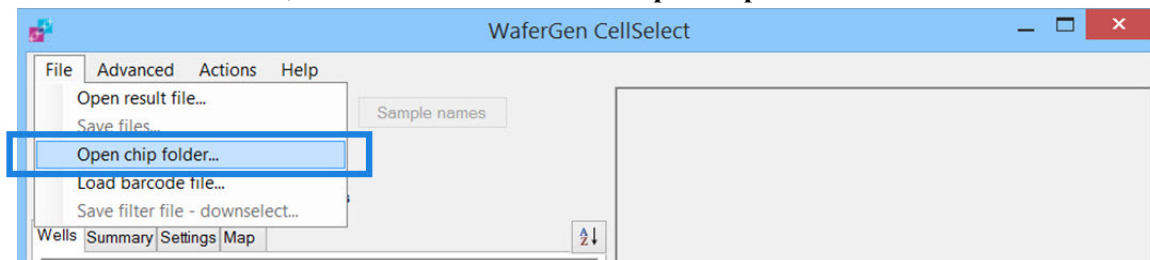 WaferGen CellSelect
File Advanced Actions Help
Open result file...
Sample names
Save files...
Open chip folder...
Load barcode file...
Save filter file - downselect...
Wells Summary Settings Map